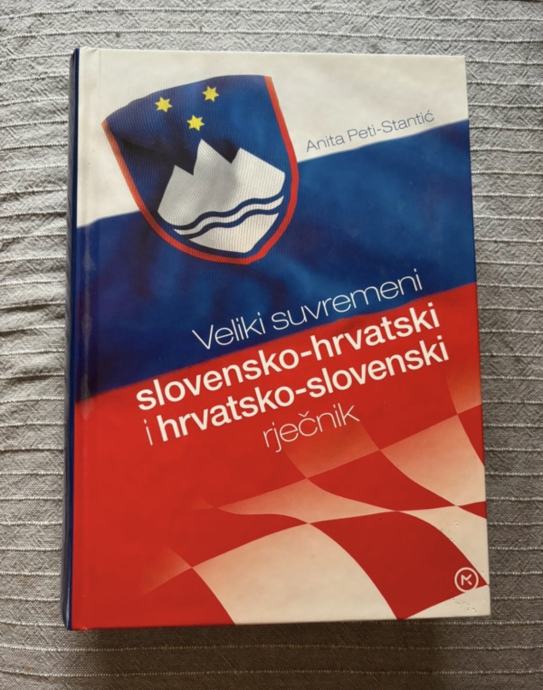 Anita Peti-Stantić
Veliki suvremeni
slovensko-hrvatski
i hrvatsko-slovenski
rječnik